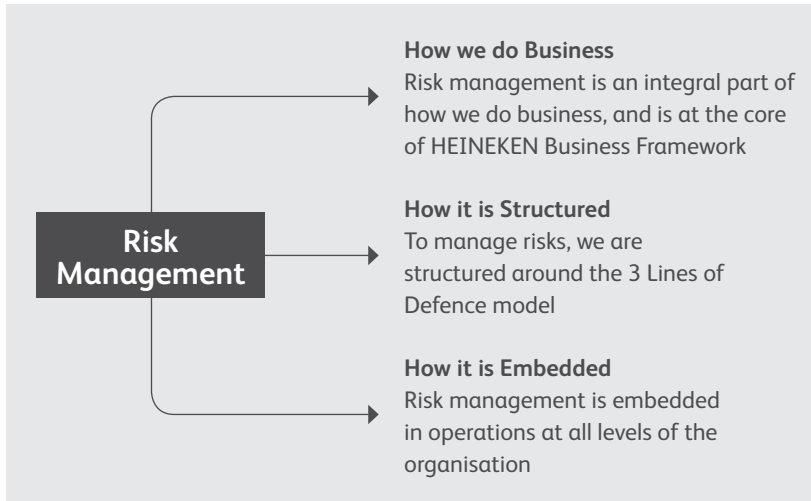 How we do Business
Risk management is an integral part of
how we do business, and is at the core
of HEINEKEN Business Framework
Risk
Management
How it is Structured
To manage risks, we are
structured around the 3 Lines of
Defence model
How it is Embedded
Risk management is embedded
in operations at all levels of the
organisation